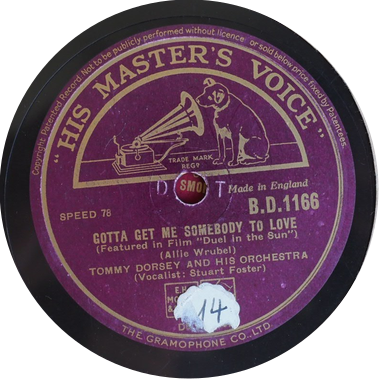 Copyright. Patented. Record Not to be publicly performed without licence or sold below price fixed by Patentees.
"HIS MASTER'S VOICE"
TRADE MARK
REGD
SMO
Made in England
SPEED 78
B.D.1166
GOTTA GET ME SOMEBODY TO LOVE
(Featured in Film "Duel in the Sun")
(Allie Wrubel)
TOMMY DORSEY AND HIS ORCHESTRA
(Vocalist: Stuart Foster)
14
THE GRAMOPHONE CO., LTD